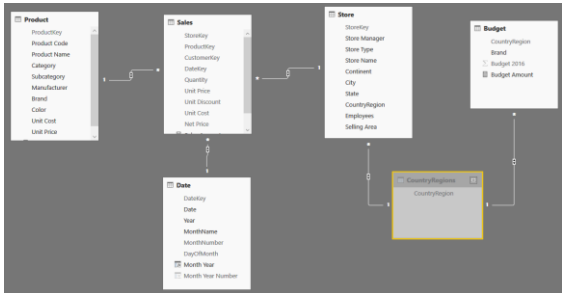 Product
ProductKey
Product Code
Product Name
Category
Subcategory
Manufacturer
Brand
Color
Unit Cost
Unit Price
Sales
StoreKey
ProductKey
CustomerKey
DateKey
Quantity
Unit Price
Unit Discount
Unit Cost
Net Price
Store
StoreKey
Store Manager
Store Type
Store Name
Continent
City
State
CountryRegion
Employees
Selling Area
Budget
CountryRegion
Brand
Budget 2016
Budget Amount
Date
DateKey
Date
Year
MonthName
MonthNumber
DayOfMonth
Month Year
Month Year Number
CountryRegions
CountryRegion